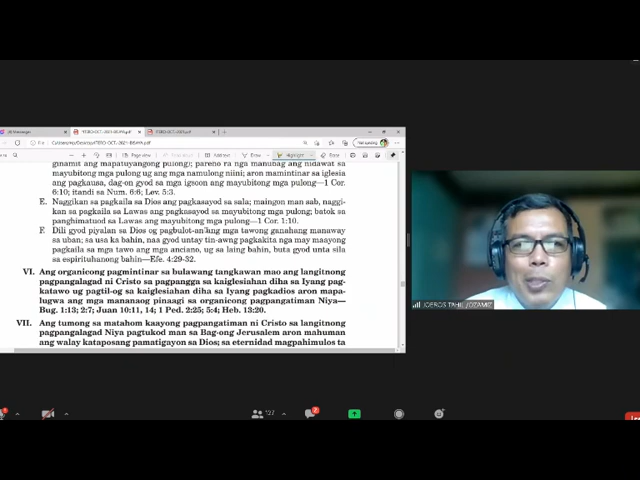 ginamit ang mapatuyangong pulong; pareho ra nga manubag ang nidawat sa
mayubitong mga pulong ug ang mga namulong niini; aron mamintinar sa iglesia
ang pagkausa, dag-on gyod sa mga igsoon ang mayubitong mga pulong—1 Cor.
6:10; itandi sa Num. 6:6; Lev. 5:3.
E. Naggikan sa pagkaila sa Dios ang pagkasayod sa sala; maingon man sab, naggi-
kan sa pagkaila sa Lawas ang pagkasayod sa mayubitong mga pulong; batok sa
panghimatuod sa Lawas ang mayubitong mga pulong—1 Cor. 1:10.
F. Dili gyod piyalan sa Dios og pagbulot-an'ang mga tawong ganahang manaway
sa uban; sa usa ka bahin, naa gyod untay tin-awng pagkakita nga may maayong
pagkaila sa mga tawo ang mga anciano, ug sa laing bahin, buta gyod unta sila
sa espirituhanong bahin—Efe. 4:29-32.
VI. Ang organicong pagmintinar sa bulawang tangkawan mao ang langitnong
pagpangalagad ni Cristo sa pagpangga sa kaiglesiahan diha sa Iyang pag-
katawo ug pagtil-og sa kaiglesiahan diha sa Iyang pagkadios aron mapa-
lugwa ang mga mananaog pinaagi sa organicong pagpangatiman Niya—
Bug. 1:13; 2:7; Juan 10:11, 14; 1 Ped. 2:25; 5:4; Heb. 13:20.
VII. Ang tumong sa matahom kaayong pagpangatiman ni Cristo sa langitnong
pagpangalagad Niya pagtukod man sa Bag-ong Jerusalem aron mahuman
ang walay kataposang pamatigayon sa Dios; sa eternidad magpahimulos ta
JOEROS TAHIL, JOZAMIZ
127